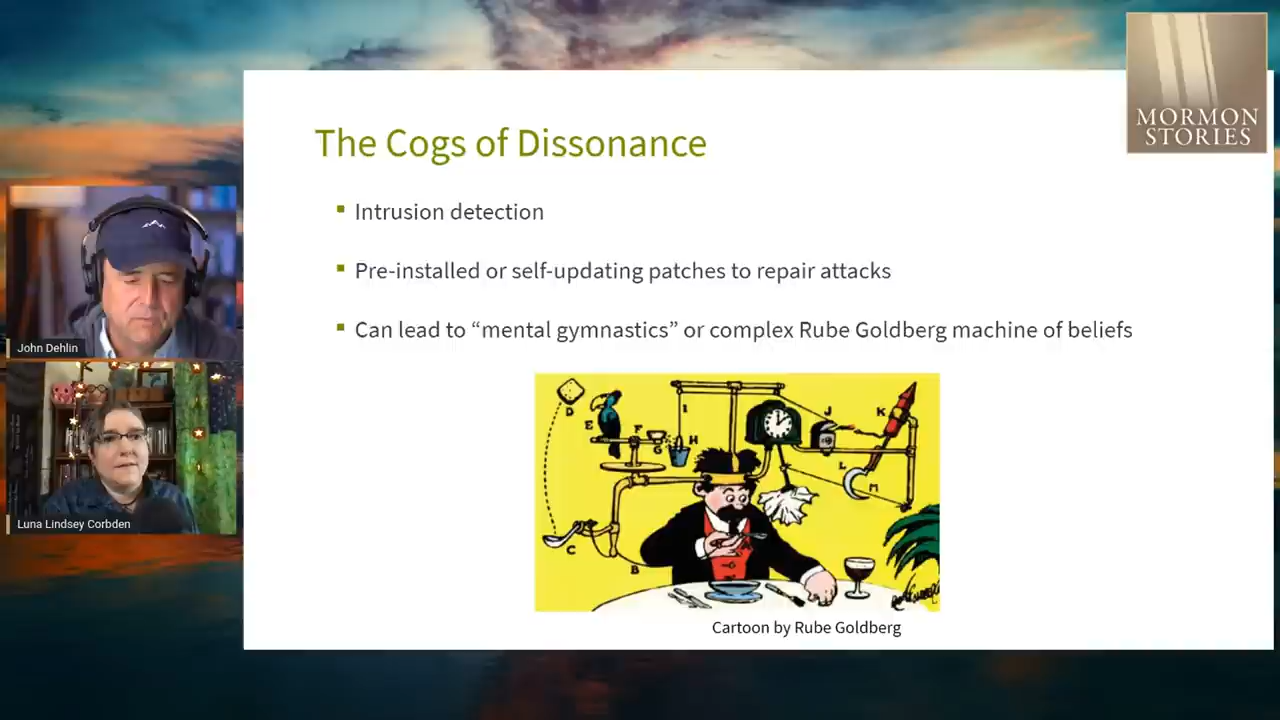 MORMON
STORIES
The Cogs of Dissonance
Intrusion detection
Pre-installed or self-updating patches to repair attacks
Can lead to “mental gymnastics” or complex Rube Goldberg machine of beliefs
John Dehlin
Luna Lindsey Corbden
D
E
F
G
H
I
J
K
L
M
C
B
Cartoon by Rube Goldberg